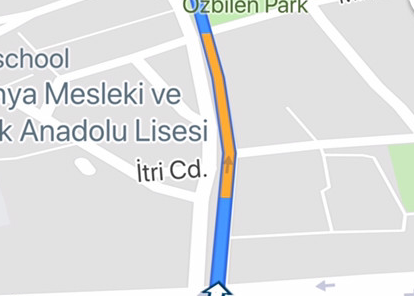 Özbilen Park
school
nya Mesleki ve
k Anadolu Lisesi
İtri Cd.